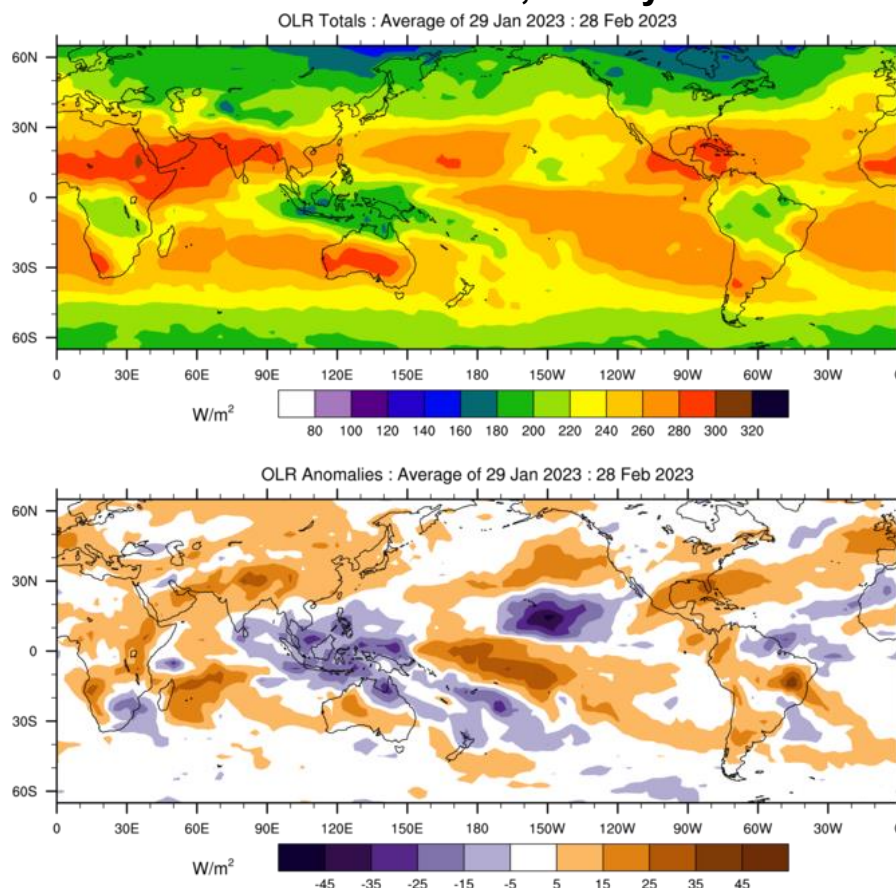 OLR Totals : Average of 29 Jan 2023 : 28 Feb 2023
60N
30N
0
30S
60S
0 30E 60E 90E 120E 150E 180 150W 120W 90W 60W 30W
W/m²
80 100 120 140 160 180 200 220 240 260 280 300 320
OLR Anomalies : Average of 29 Jan 2023 : 28 Feb 2023
60N
30N
0
30S
60S
0 30E 60E 90E 120E 150E 180 150W 120W 90W 60W 30W
W/m²
-45 -35 -25 -15 -5 5 15 25 35 45